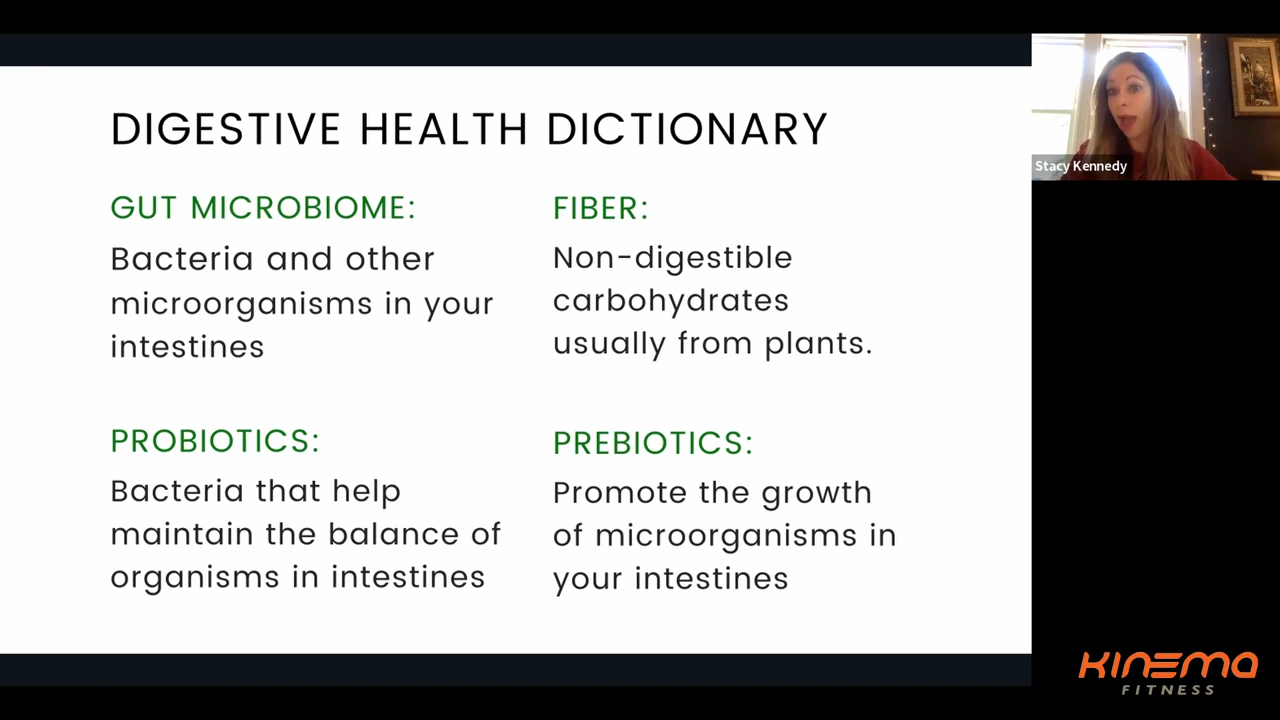 DIGESTIVE HEALTH DICTIONARY
GUT MICROBIOME:
Bacteria and other
microorganisms in your
intestines
FIBER:
Non-digestible
carbohydrates
usually from plants.
PROBIOTICS:
Bacteria that help
maintain the balance of
organisms in intestines
PREBIOTICS:
Promote the growth
of microorganisms in
your intestines
Stacy Kennedy
KINEMA
FITNESS